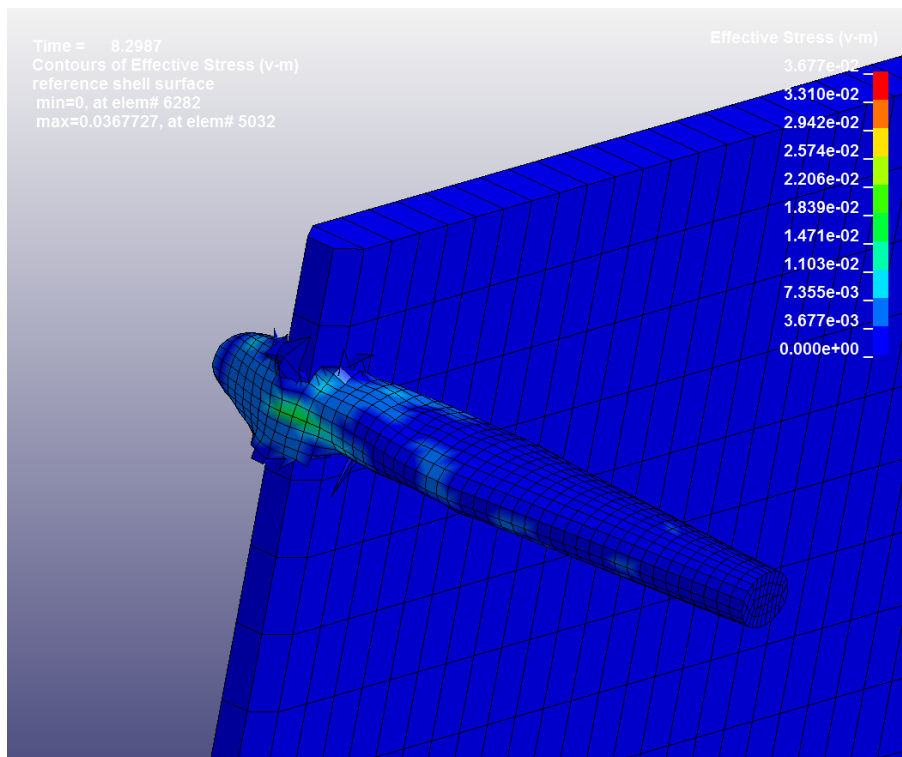 Time =     8.2987
Contours of Effective Stress (v-m)
reference shell surface
min=0, at elem# 6282
max=0.0367727, at elem# 5032
Effective Stress (v-m)
3.677e-02
3.310e-02
2.942e-02
2.574e-02
2.206e-02
1.839e-02
1.471e-02
1.103e-02
7.355e-03
3.677e-03
0.000e+00